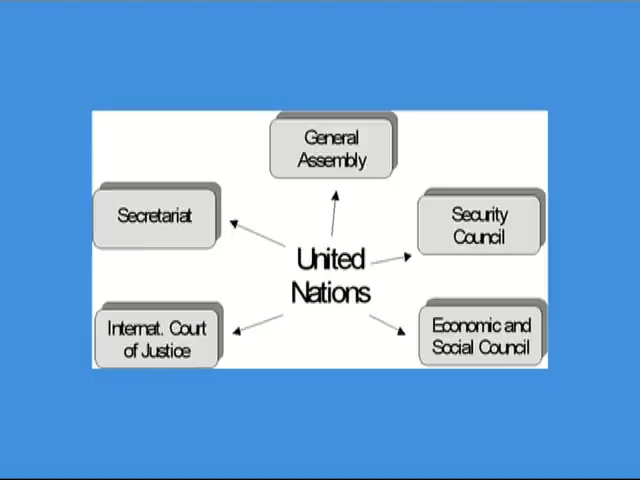 General
Assembly
Secretariat
Security
Council
United
Nations
Internat. Court
of Justice
Economic and
Social Council